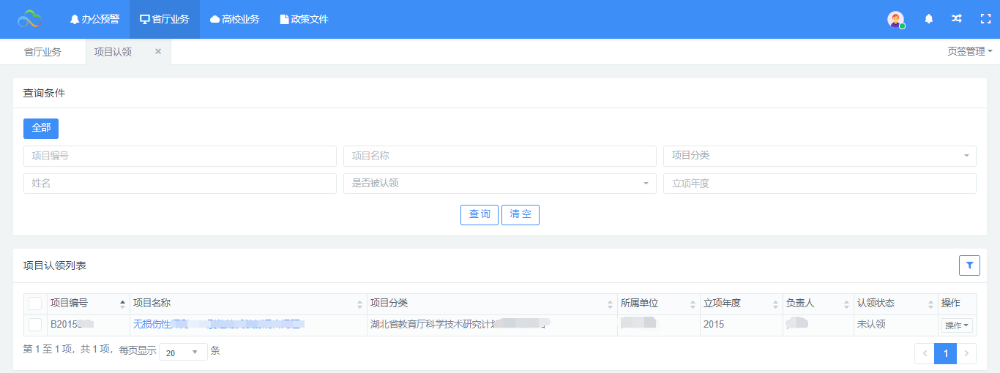 办公预警 省厅业务 高校业务 政策文件
省厅业务 项目认领 × 页签管理
查询条件
全部
项目编号 项目名称 项目分类
姓名 是否被认领 立项年度
查 询 清 空
项目认领列表
项目编号 项目名称 项目分类 所属单位 立项年度 负责人 认领状态 操作
B2015 无损伤性 湖北省教育厅科学技术研究计划 2015 未认领 操作
第 1 至 1 项，共 1 项，每页显示 20 条
1